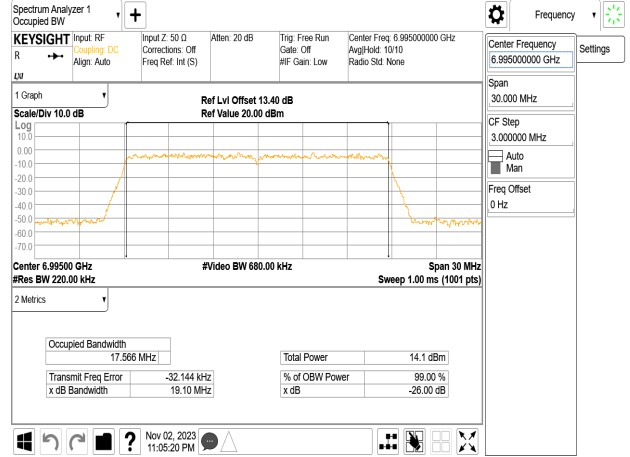 Spectrum Analyzer 1
Occupied BW
Frequency
KEYSIGHT
R
Input: RF
Coupling: DC
Align: Auto
Input Z: 50 Ω
Corrections: Off
Freq Ref: Int (S)
Atten: 20 dB
Trig: Free Run
Gate: Off
#IF Gain: Low
Center Freq: 6.995000000 GHz
Avg|Hold: 10/10
Radio Std: None
Center Frequency
6.995000000 GHz
Settings
Span
30.000 MHz
CF Step
3.000000 MHz
Auto
Man
Freq Offset
0 Hz
1 Graph
Scale/Div 10.0 dB
Ref Lvl Offset 13.40 dB
Ref Value 20.00 dBm
Log
10.0
0.00
-10.0
-20.0
-30.0
-40.0
-50.0
-60.0
-70.0
Center 6.99500 GHz
#Video BW 680.00 kHz
Span 30 MHz
#Res BW 220.00 kHz
Sweep 1.00 ms (1001 pts)
2 Metrics
Occupied Bandwidth
17.566 MHz
Total Power 14.1 dBm
Transmit Freq Error -32.144 kHz
% of OBW Power 99.00 %
x dB Bandwidth 19.10 MHz
x dB -26.00 dB
Nov 02, 2023
11:05:20 PM